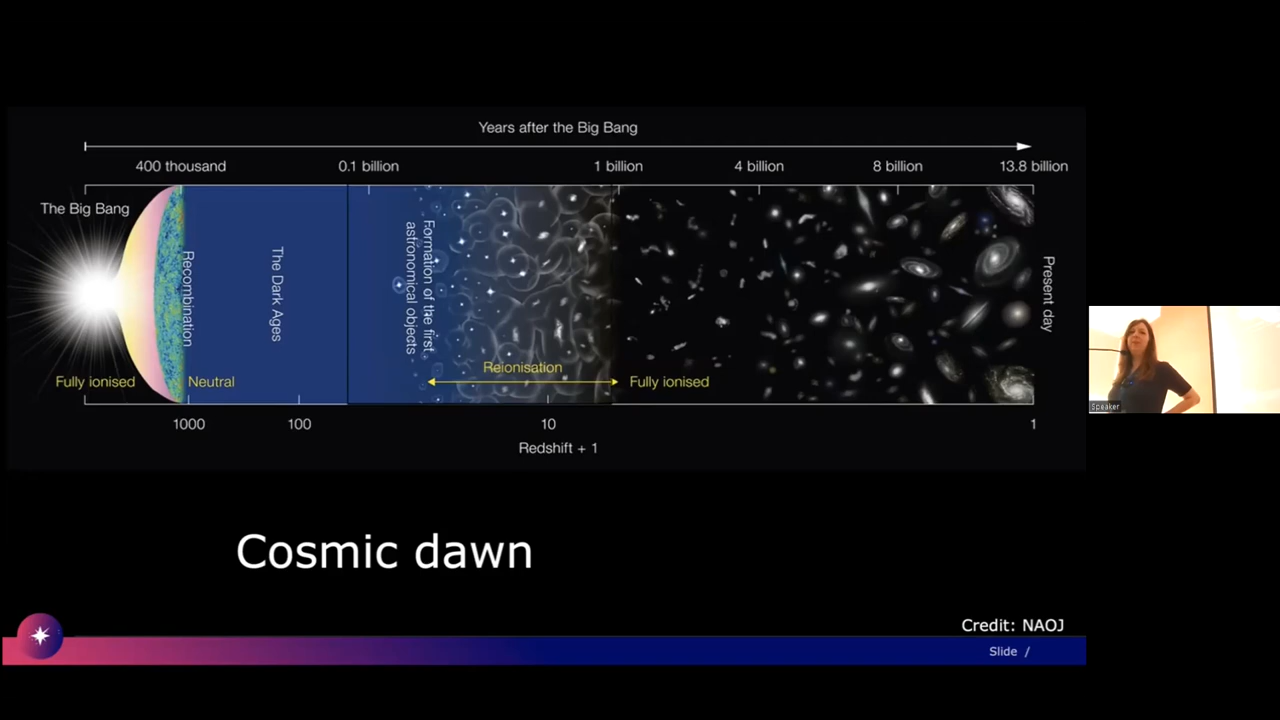 Years after the Big Bang
400 thousand 0.1 billion 1 billion 4 billion 8 billion 13.8 billion
The Big Bang
Recombination
The Dark Ages
Formation of the first
astronomical objects
Present day
Reionisation
Fully ionised Neutral Fully ionised
1000 100 10 1
Redshift + 1
Speaker
Cosmic dawn
Credit: NAOJ
Slide /